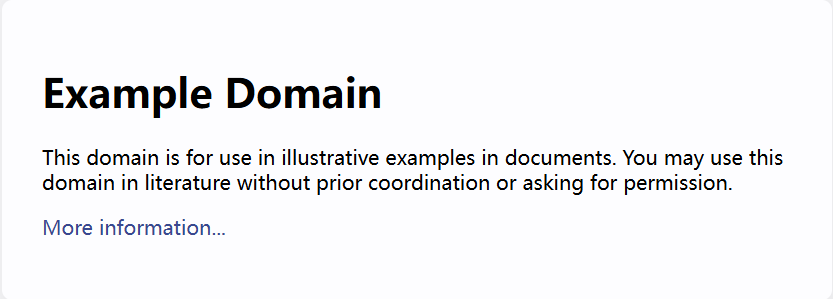 Example Domain
This domain is for use in illustrative examples in documents. You may use this
domain in literature without prior coordination or asking for permission.
More information...